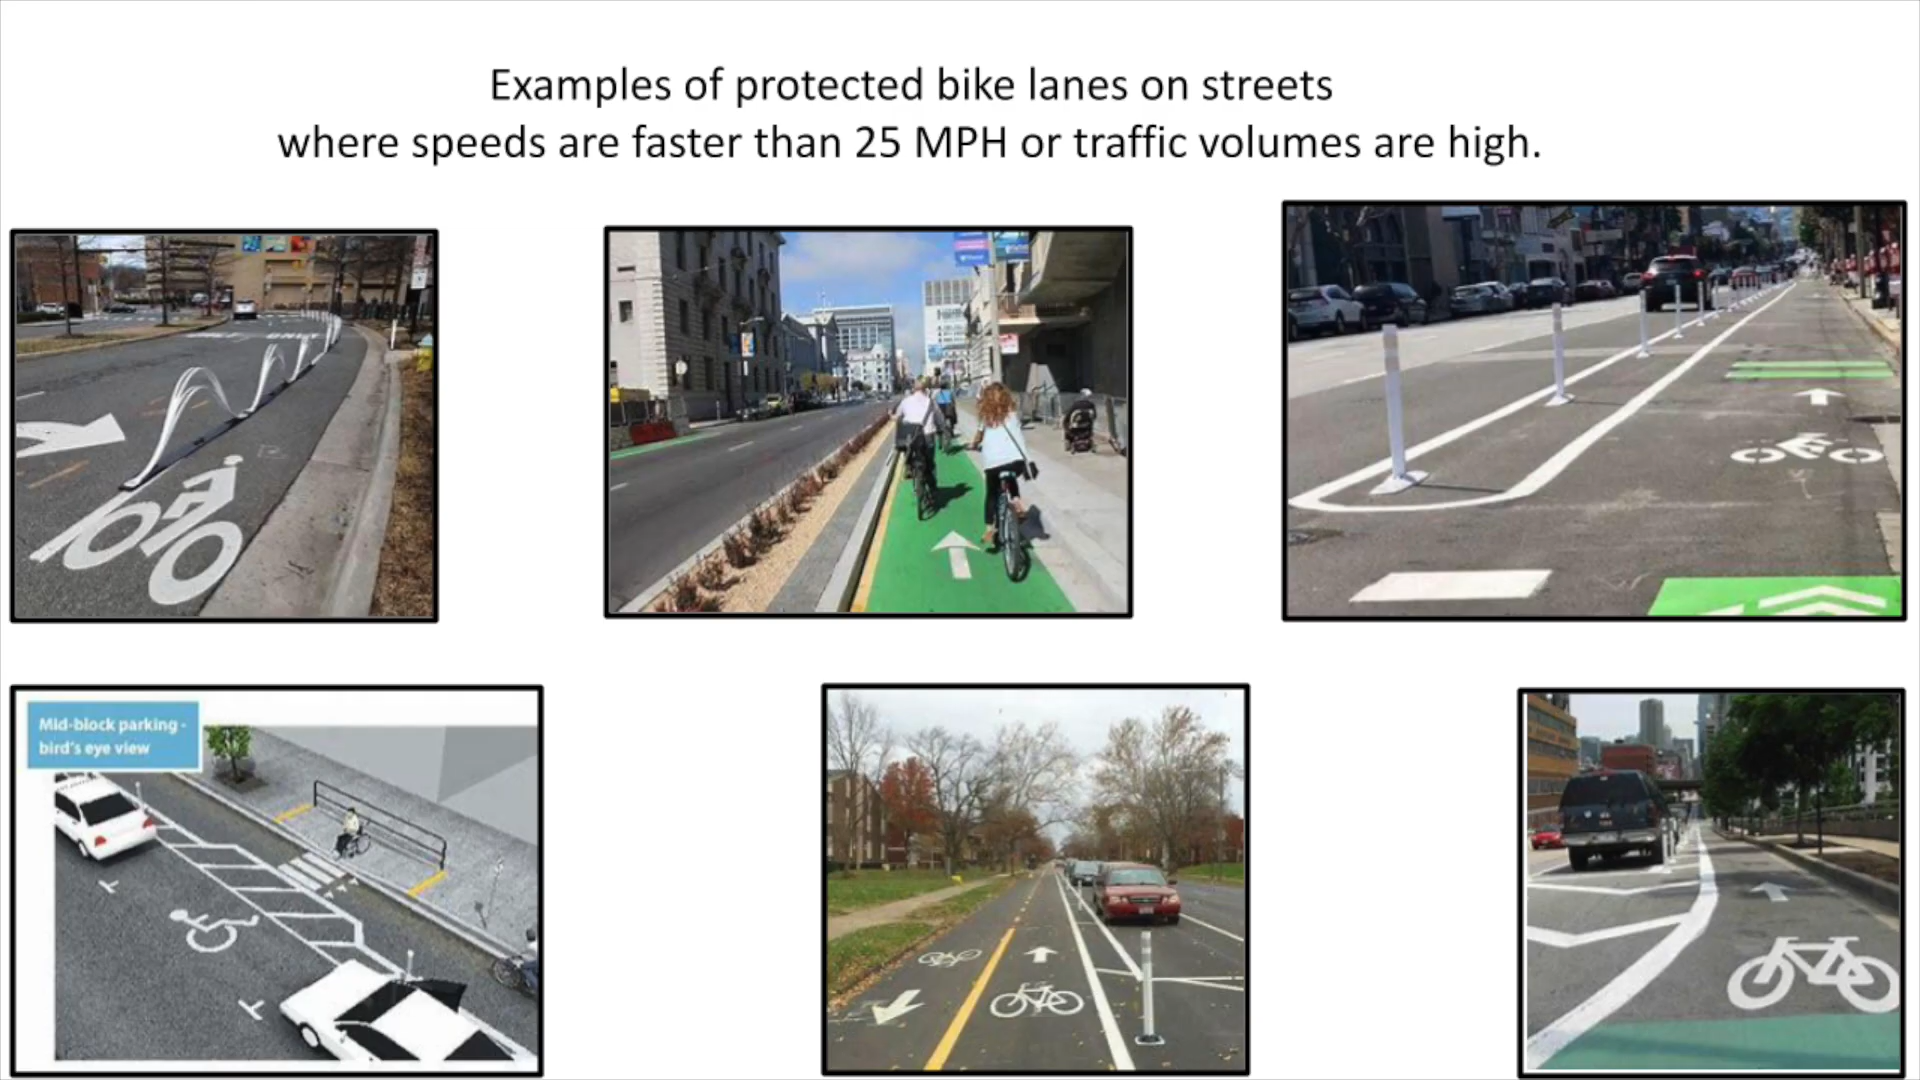 Examples of protected bike lanes on streets
where speeds are faster than 25 MPH or traffic volumes are high.
Mid-block parking -
bird's eye view